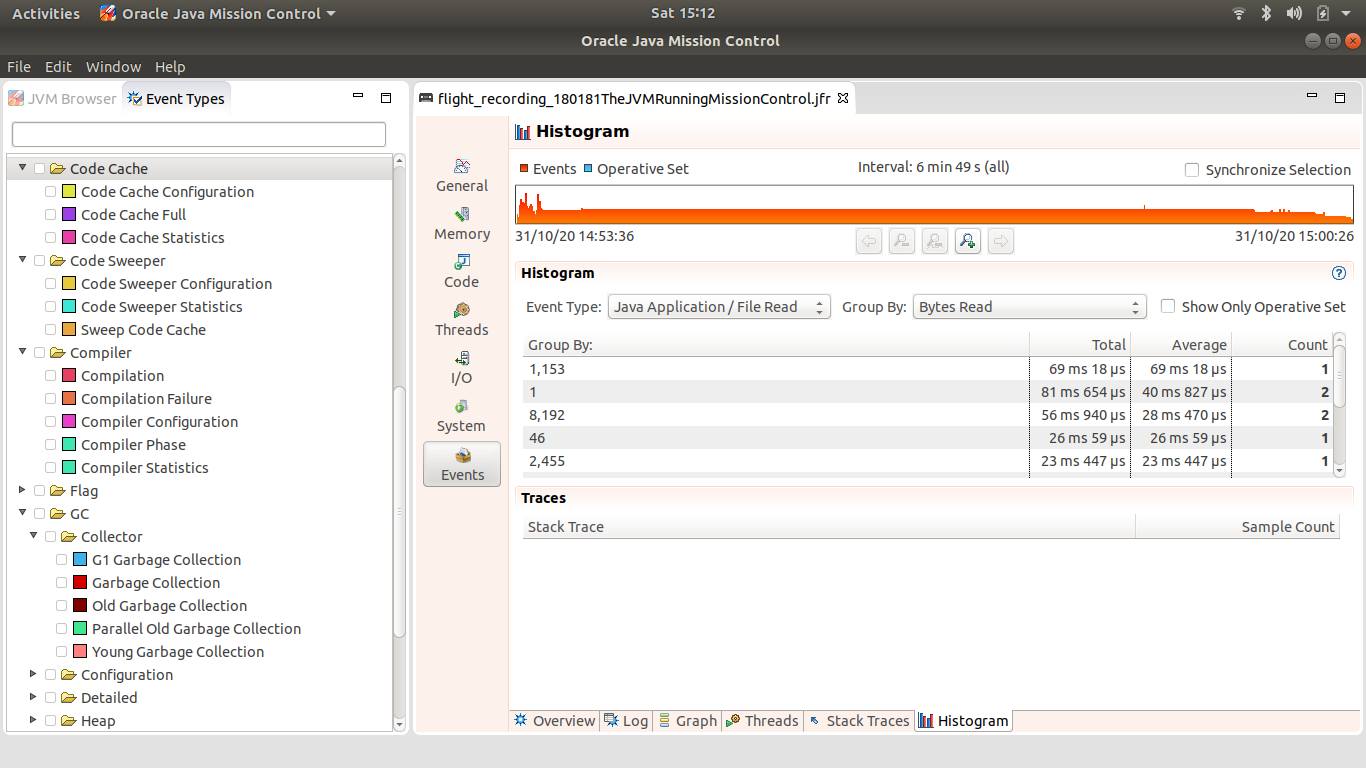 Activities Oracle Java Mission Control Sat 15:12
Oracle Java Mission Control
File Edit Window Help
JVM Browser Event Types
Code Cache
Code Cache Configuration
Code Cache Full
Code Cache Statistics
Code Sweeper
Code Sweeper Configuration
Code Sweeper Statistics
Sweep Code Cache
Compiler
Compilation
Compilation Failure
Compiler Configuration
Compiler Phase
Compiler Statistics
Flag
GC
Collector
G1 Garbage Collection
Garbage Collection
Old Garbage Collection
Parallel Old Garbage Collection
Young Garbage Collection
Configuration
Detailed
Heap
flight_recording_180181TheJVMRunningMissionControl.jfr
General
Memory
Code
Threads
I/O
System
Events
Histogram
Events Operative Set Interval: 6 min 49 s (all) Synchronize Selection
31/10/20 14:53:36 31/10/20 15:00:26
Histogram
Event Type: Java Application / File Read Group By: Bytes Read Show Only Operative Set
Group By: Total Average Count
1,153 69 ms 18 µs 69 ms 18 µs 1
1 81 ms 654 µs 40 ms 827 µs 2
8,192 56 ms 940 µs 28 ms 470 µs 2
46 26 ms 59 µs 26 ms 59 µs 1
2,455 23 ms 447 µs 23 ms 447 µs 1
Traces
Stack Trace Sample Count
Overview Log Graph Threads Stack Traces Histogram